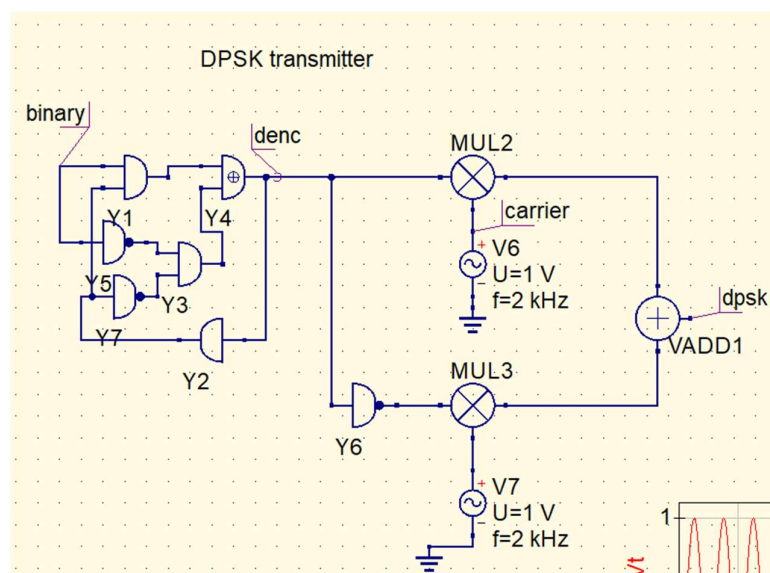 DPSK transmitter
binary
denc
MUL2
Y1
Y4
carrier
+
V6
U=1 V
f=2 kHz
Y5
Y3
dpsk
Y7
VADD1
Y2
MUL3
Y6
+
V7
U=1 V
f=2 kHz
1
Vt